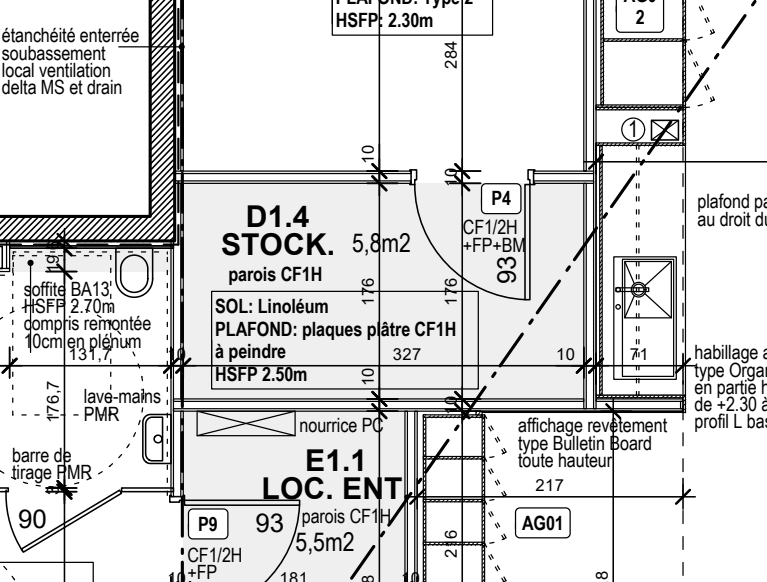 PLAFOND: Type 2
HSFP: 2.30m
2
étanchéité enterrée
soubassement
local ventilation
delta MS et drain
284
10
10
1
P4
CF1/2H
+FP+BM
93
plafond pa
au droit du
D1.4
STOCK. 5,8m2
parois CF1H
SOL: Linoléum
PLAFOND: plaques plâtre CF1H
à peindre
HSFP 2.50m
176
176
327
10
71
10
10
soffite BA13
HSFP 2.70m
compris remontée
10cm en plénum
131,7
10
176,7
lave-mains
PMR
barre de
tirage PMR
90
habillage a
type Organ
en partie h
de +2.30 à
profil L bas
nourrice PC
E1.1
LOC. ENT
parois CF1H
5,5m2
P9
93
CF1/2H
+FP
181
10
10
8
affichage revêtement
type Bulletin Board
toute hauteur
217
AG01
8